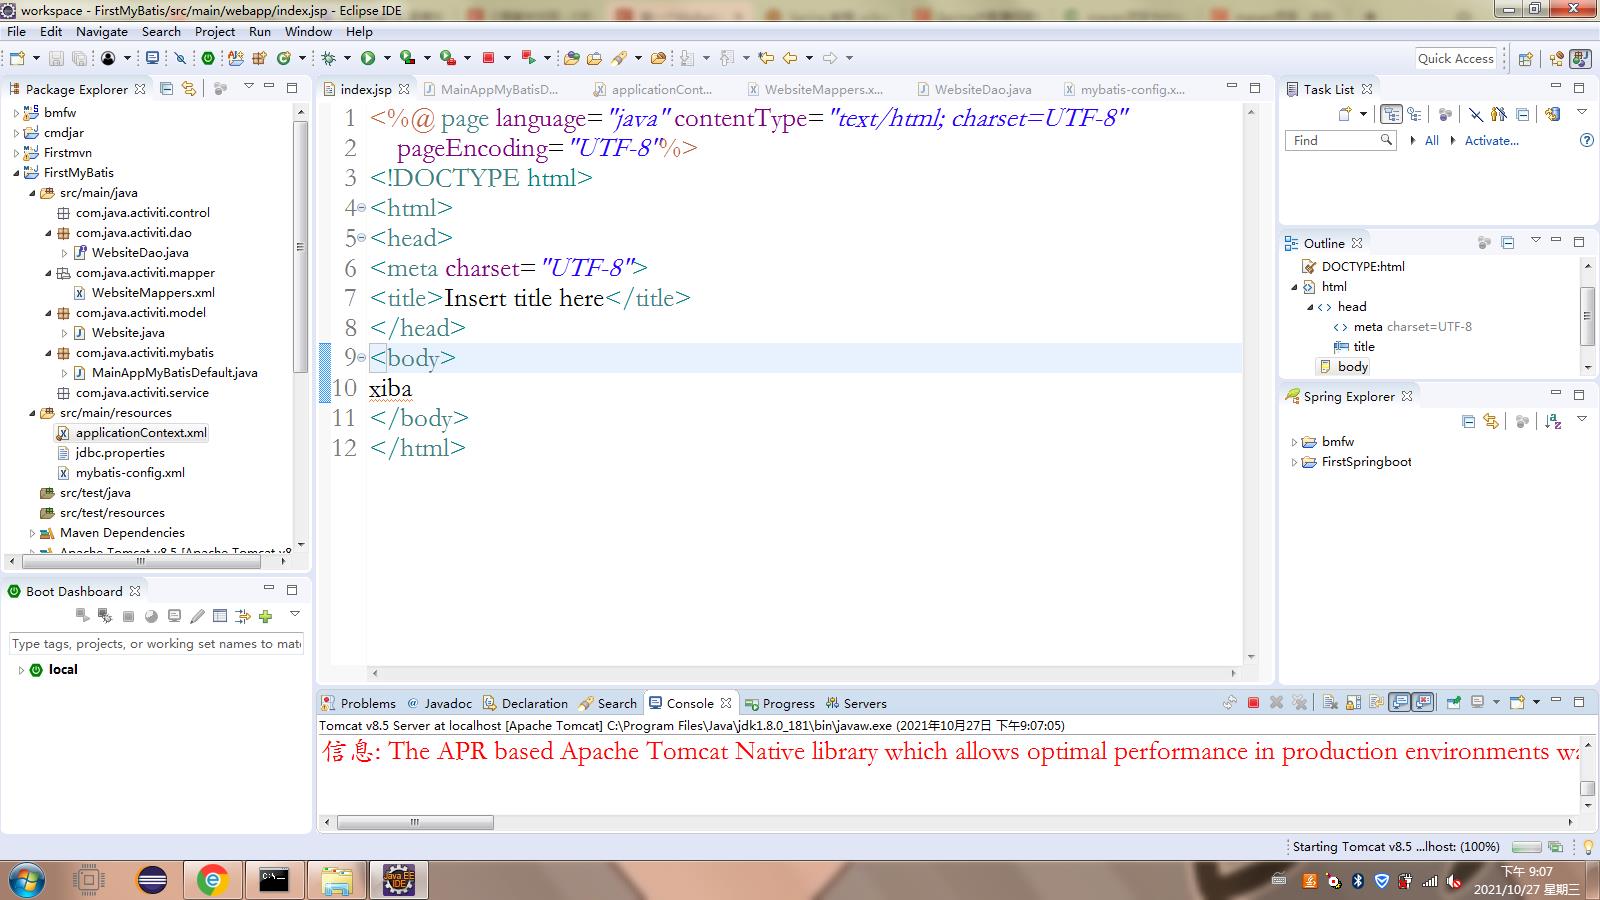 workspace - FirstMyBatis/src/main/webapp/index.jsp - Eclipse IDE
File Edit Navigate Search Project Run Window Help
Quick Access
Package Explorer
bmfw
cmdjar
Firstmvn
FirstMyBatis
src/main/java
com.java.activiti.control
com.java.activiti.dao
WebsiteDao.java
com.java.activiti.mapper
WebsiteMappers.xml
com.java.activiti.model
Website.java
com.java.activiti.mybatis
MainAppMyBatisDefault.java
com.java.activiti.service
src/main/resources
applicationContext.xml
jdbc.properties
mybatis-config.xml
src/test/java
src/test/resources
Maven Dependencies
Apache Tomcat v8.5 [Apache Tomcat v8
Boot Dashboard
Type tags, projects, or working set names to mat
local
index.jsp MainAppMyBatisD... applicationCont... WebsiteMappers.x... WebsiteDao.java mybatis-config.x...
1 <%@ page language="java" contentType="text/html; charset=UTF-8"
2 pageEncoding="UTF-8"%>
3 <!DOCTYPE html>
4 <html>
5 <head>
6 <meta charset="UTF-8">
7 <title>Insert title here</title>
8 </head>
9 <body>
10 xiba
11 </body>
12 </html>
Task List
Find All Activate...
Outline
DOCTYPE:html
html
head
meta charset=UTF-8
title
body
Spring Explorer
bmfw
FirstSpringboot
Problems @ Javadoc Declaration Search Console Progress Servers
Tomcat v8.5 Server at localhost [Apache Tomcat] C:\Program Files\Java\jdk1.8.0_181\bin\javaw.exe (2021年10月27日 下午9:07:05)
信息: The APR based Apache Tomcat Native library which allows optimal performance in production environments wa
Starting Tomcat v8.5 ...lhost: (100%)
Java EE
IDE
下午 9:07
2021/10/27 星期三